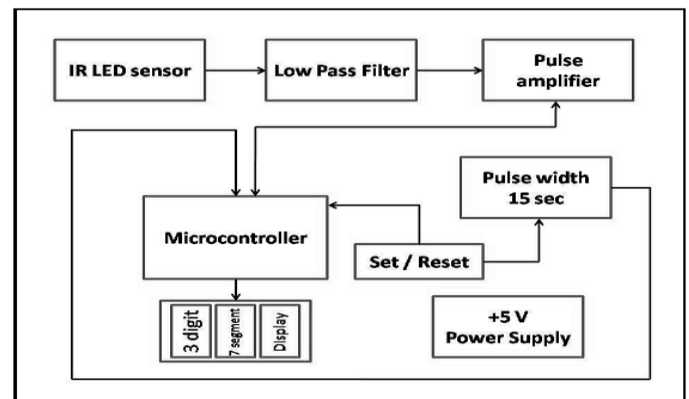 IR LED sensor
Low Pass Filter
Pulse
amplifier
Pulse width
15 sec
Microcontroller
Set / Reset
3 digit
7 segment
Display
+5 V
Power Supply